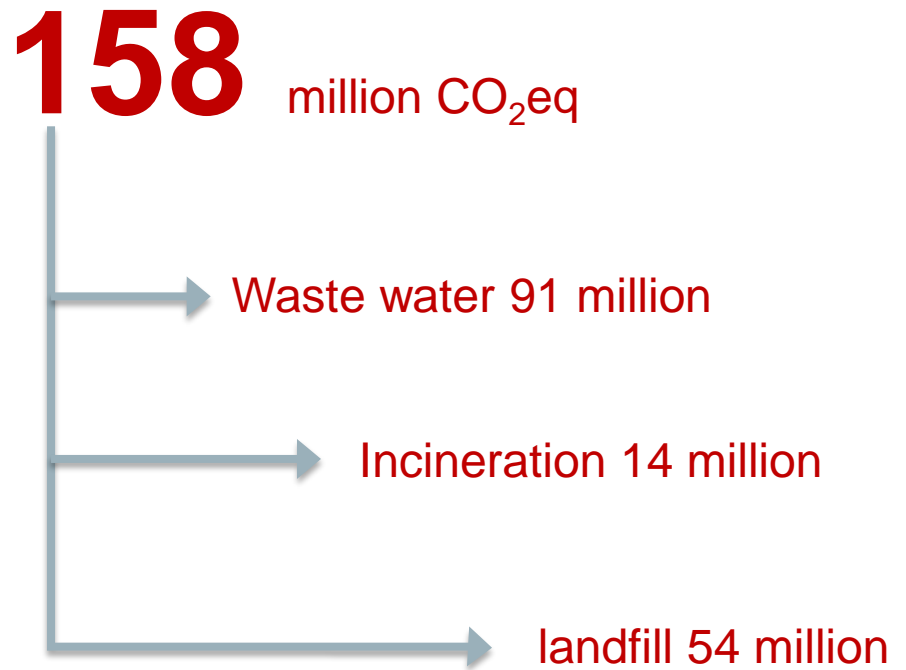 158 million CO₂eq
Waste water 91 million
Incineration 14 million
landfill 54 million